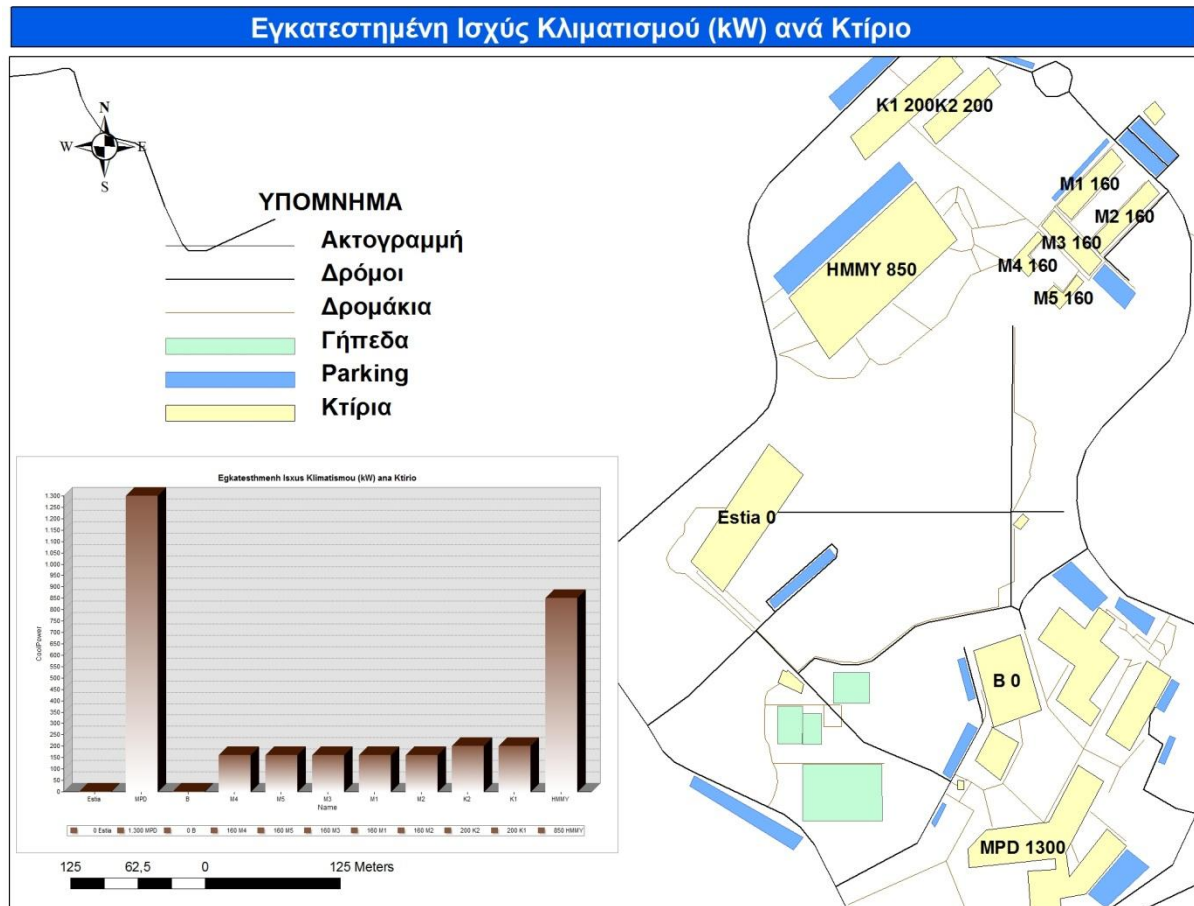 Εγκατεστημένη Ισχύς Κλιματισμού (kW) ανά Κτίριο
N
W E
S
ΥΠΟΜΝΗΜΑ
Ακτογραμμή
Δρόμοι
Δρομάκια
Γήπεδα
Parking
Κτίρια
K1 200
K2 200
M1 160
M2 160
M3 160
M4 160
M5 160
HMMY 850
Estia 0
B 0
MPD 1300
Egkatesthmenh Isxus Klimatismou (kW) ana Ktirio
CoolPower
1.300
1.250
1.200
1.150
1.100
1.050
1.000
950
900
850
800
750
700
650
600
550
500
450
400
350
300
250
200
150
100
50
0
Estia MPD B M4 M5 M3 M1 M2 K2 K1 HMMY
Name
0 Estia 1.300 MPD 0 B 160 M4 160 M5 160 M3 160 M1 160 M2 200 K2 200 K1 850 HMMY
125 62,5 0 125 Meters